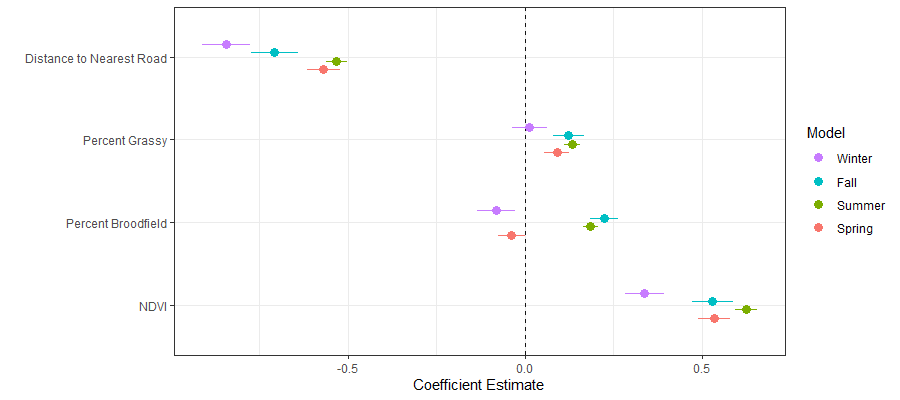 Distance to Nearest Road
Percent Grassy
Percent Broodfield
NDVI
-0.5
0.0
0.5
Coefficient Estimate
Model
Winter
Fall
Summer
Spring